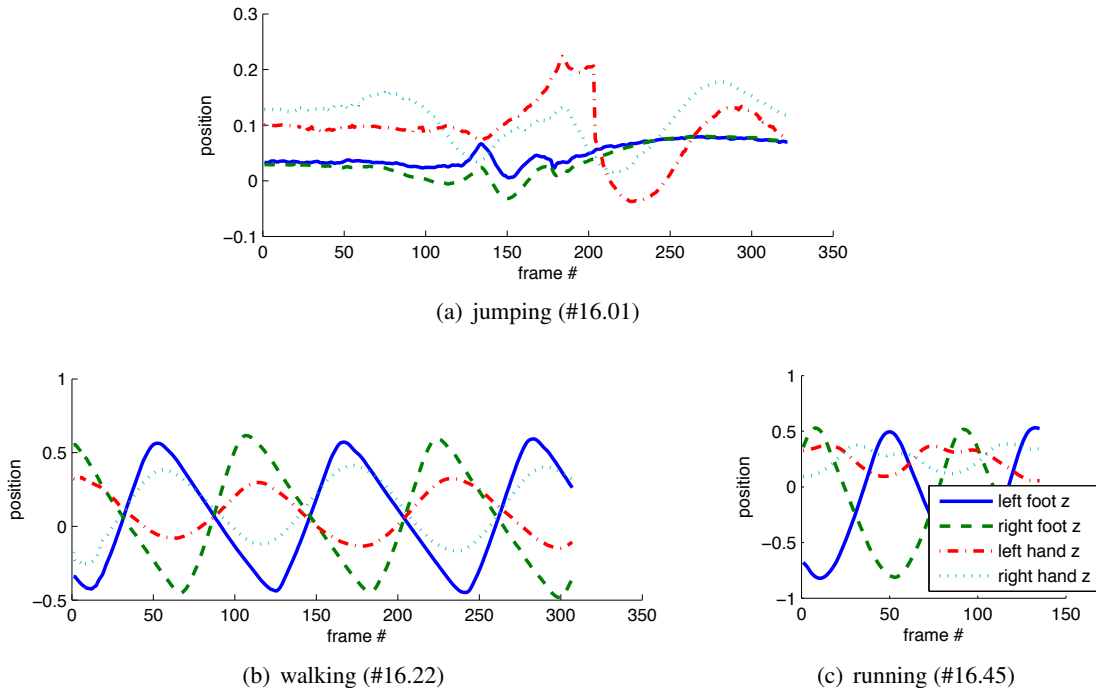 0.3
0.2
0.1
0
−0.1
position
0 50 100 150 200 250 300 350
frame #
(a) jumping (#16.01)
1
0.5
0
−0.5
position
0 50 100 150 200 250 300 350
frame #
(b) walking (#16.22)
1
0.5
0
−0.5
−1
position
0 50 100 150
frame #
left foot z
right foot z
left hand z
right hand z
(c) running (#16.45)